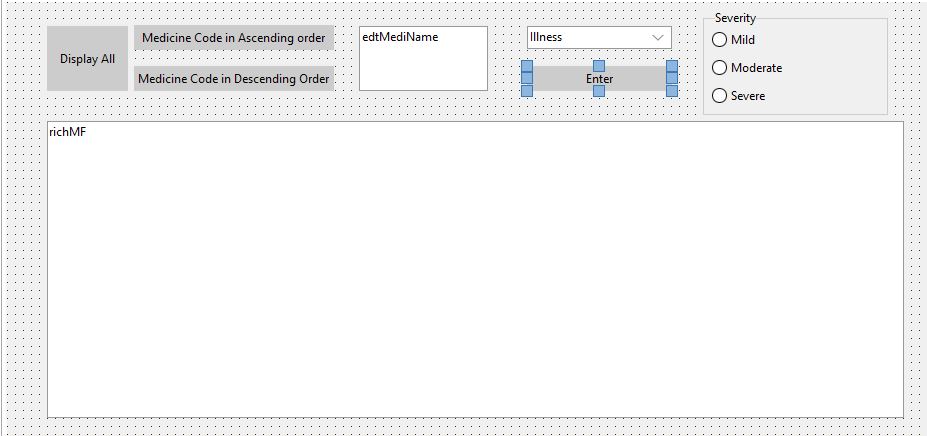 Display All
Medicine Code in Ascending order
Medicine Code in Descending Order
edtMediName
Illness
Enter
Severity
Mild
Moderate
Severe
richMF